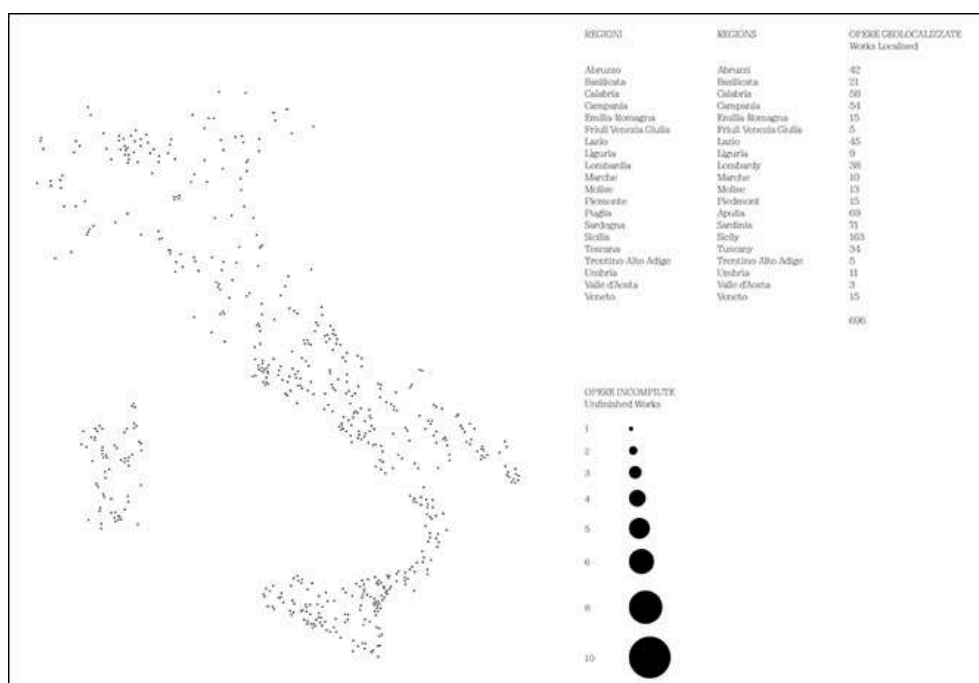 REGIONI REGIONS OPERE GEOLOCALIZZATE
Works Localised
Abruzzo Abruzzi 42
Basilicata Basilicata 21
Calabria Calabria 58
Campania Campania 54
Emilia Romagna Emilia Romagna 15
Friuli Venezia Giulia Friuli Venezia Giulia 5
Lazio Lazio 45
Liguria Liguria 9
Lombardia Lombardy 38
Marche Marche 10
Molise Molise 13
Piemonte Piedmont 15
Puglia Apulia 69
Sardegna Sardinia 71
Sicilia Sicily 163
Toscana Tuscany 34
Trentino Alto Adige Trentino Alto Adige 5
Umbria Umbria 11
Valle d'Aosta Valle d'Aosta 3
Veneto Veneto 15
696
OPERE INCOMPIUTE
Unfinished Works
1
2
3
4
5
6
8
10